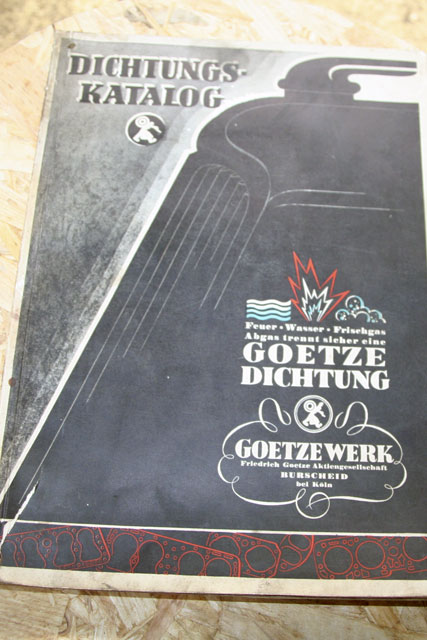 DICHTUNGS-
KATALOG
Feuer • Wasser • Frischgas
Abgas trennt sicher eine
GOETZE
DICHTUNG
GOETZEWERK
Friedrich Goetze Aktiengesellschaft
BURSCHEID
bei Köln